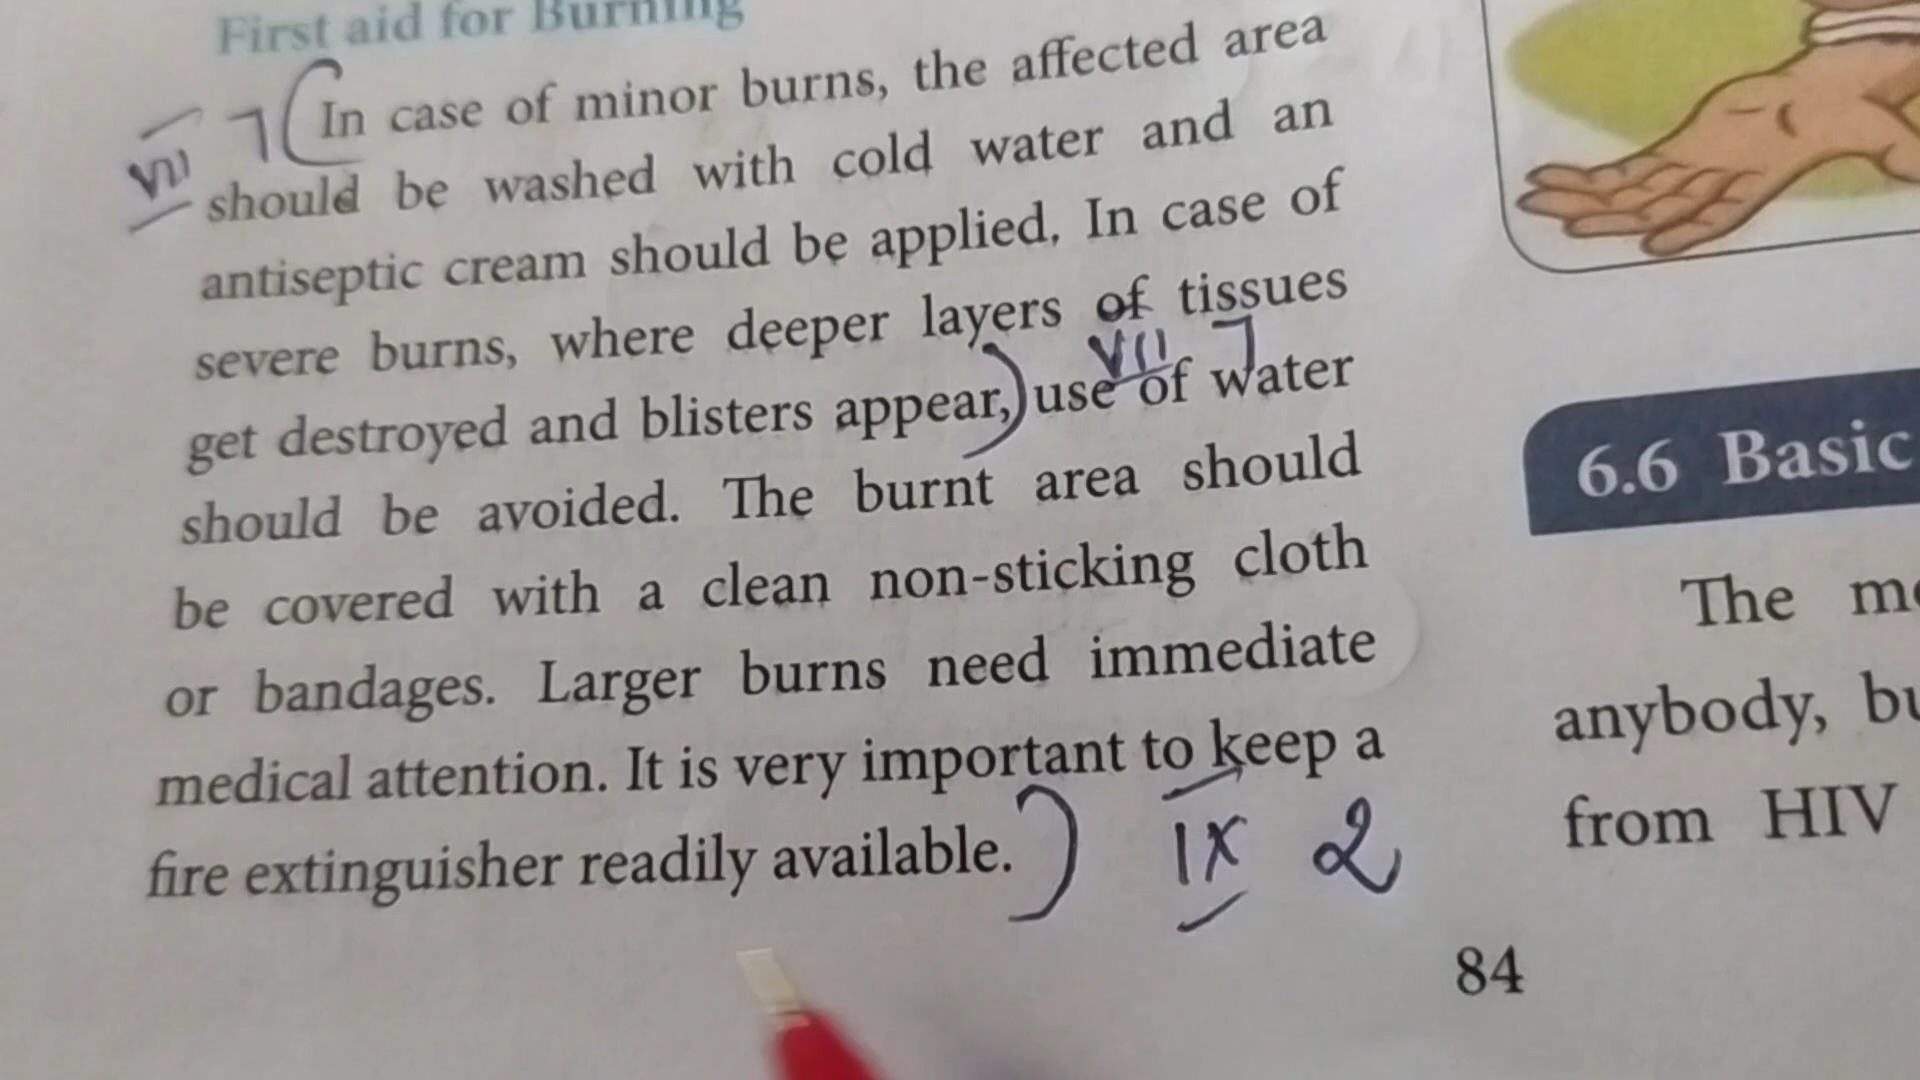 First aid for Burning
VII 7 (In case of minor burns, the affected area
should be washed with cold water and an
antiseptic cream should be applied. In case of
severe burns, where deeper layers of tissues
get destroyed and blisters appear,) use of water
VII 7
should be avoided. The burnt area should
be covered with a clean non-sticking cloth
or bandages. Larger burns need immediate
medical attention. It is very important to keep a
fire extinguisher readily available.) IX 2
84
6.6 Basic
The
anybody,
from HIV